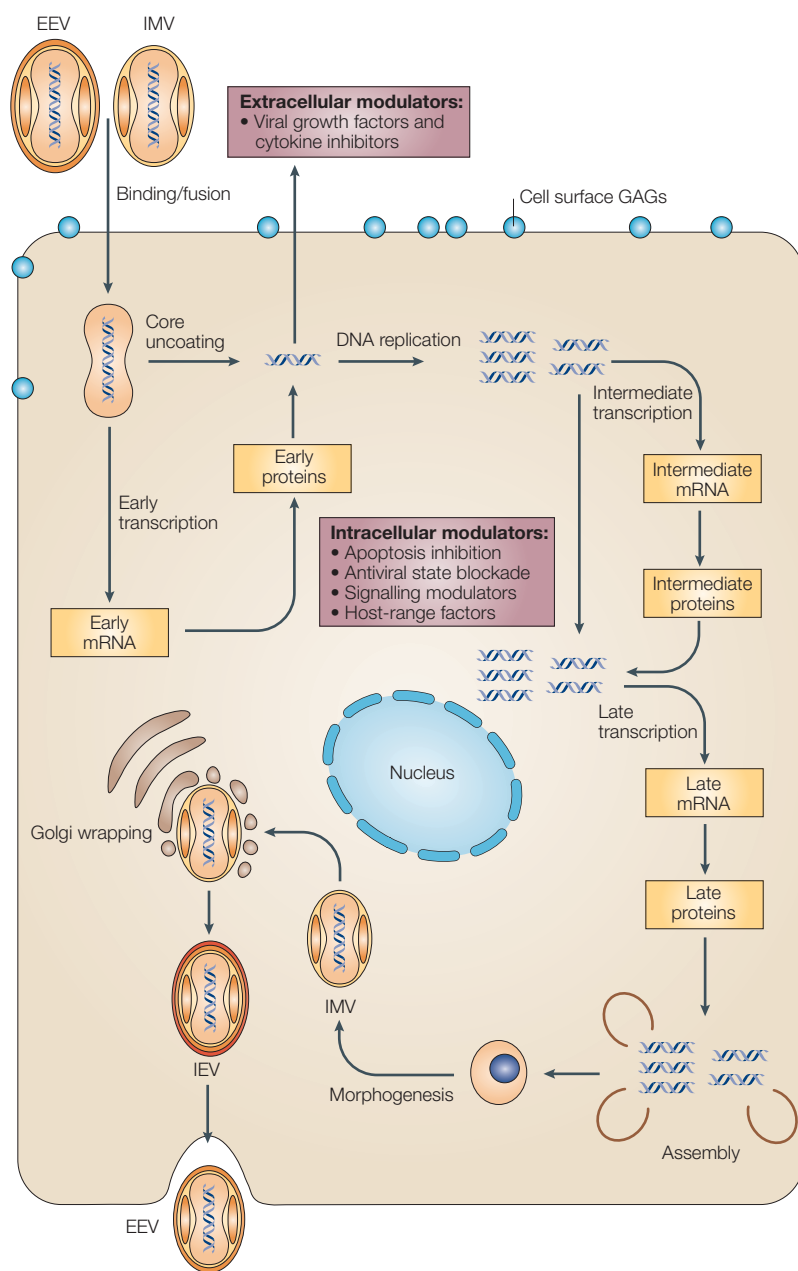 EEV
IMV
Extracellular modulators:
• Viral growth factors and
cytokine inhibitors
Binding/fusion
Cell surface GAGs
Core
uncoating
DNA replication
Intermediate
transcription
Early
proteins
Intermediate
mRNA
Early
transcription
Intracellular modulators:
• Apoptosis inhibition
• Antiviral state blockade
• Signalling modulators
• Host-range factors
Intermediate
proteins
Early
mRNA
Late
transcription
Nucleus
Late
mRNA
Golgi wrapping
Late
proteins
IMV
IEV
Morphogenesis
Assembly
EEV